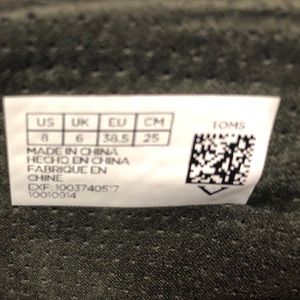 US UK EU CM
8 6 38.5 25
TOMS
MADE IN CHINA
HECHO EN CHINA
FABRIQUE EN
CHINE
EXF: 1003740517
10010914